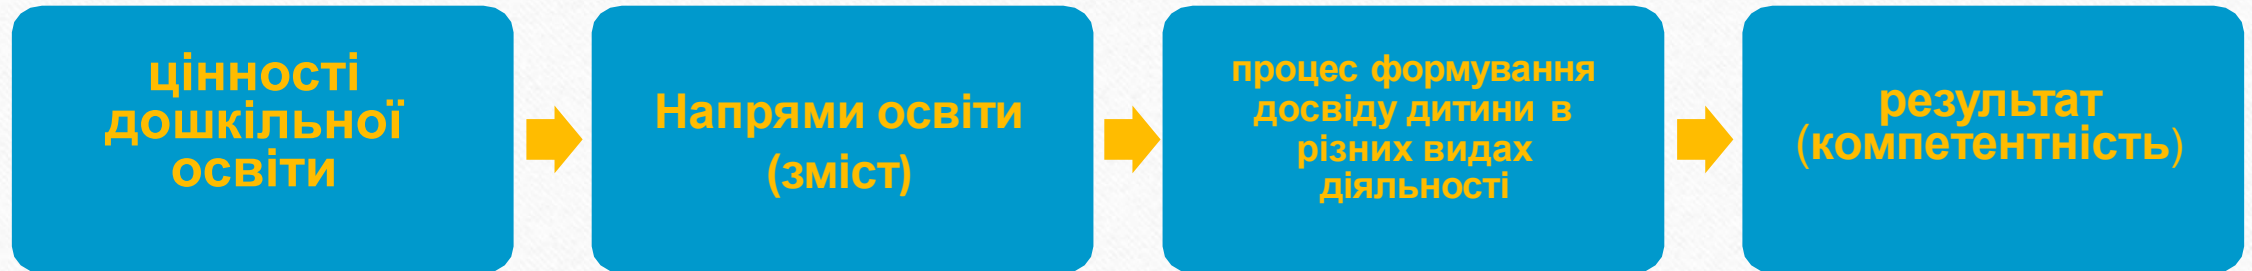 цінності
дошкільної
освіти
Напрями освіти
(зміст)
процес формування
досвіду дитини в
різних видах
діяльності
результат
(компетентність)